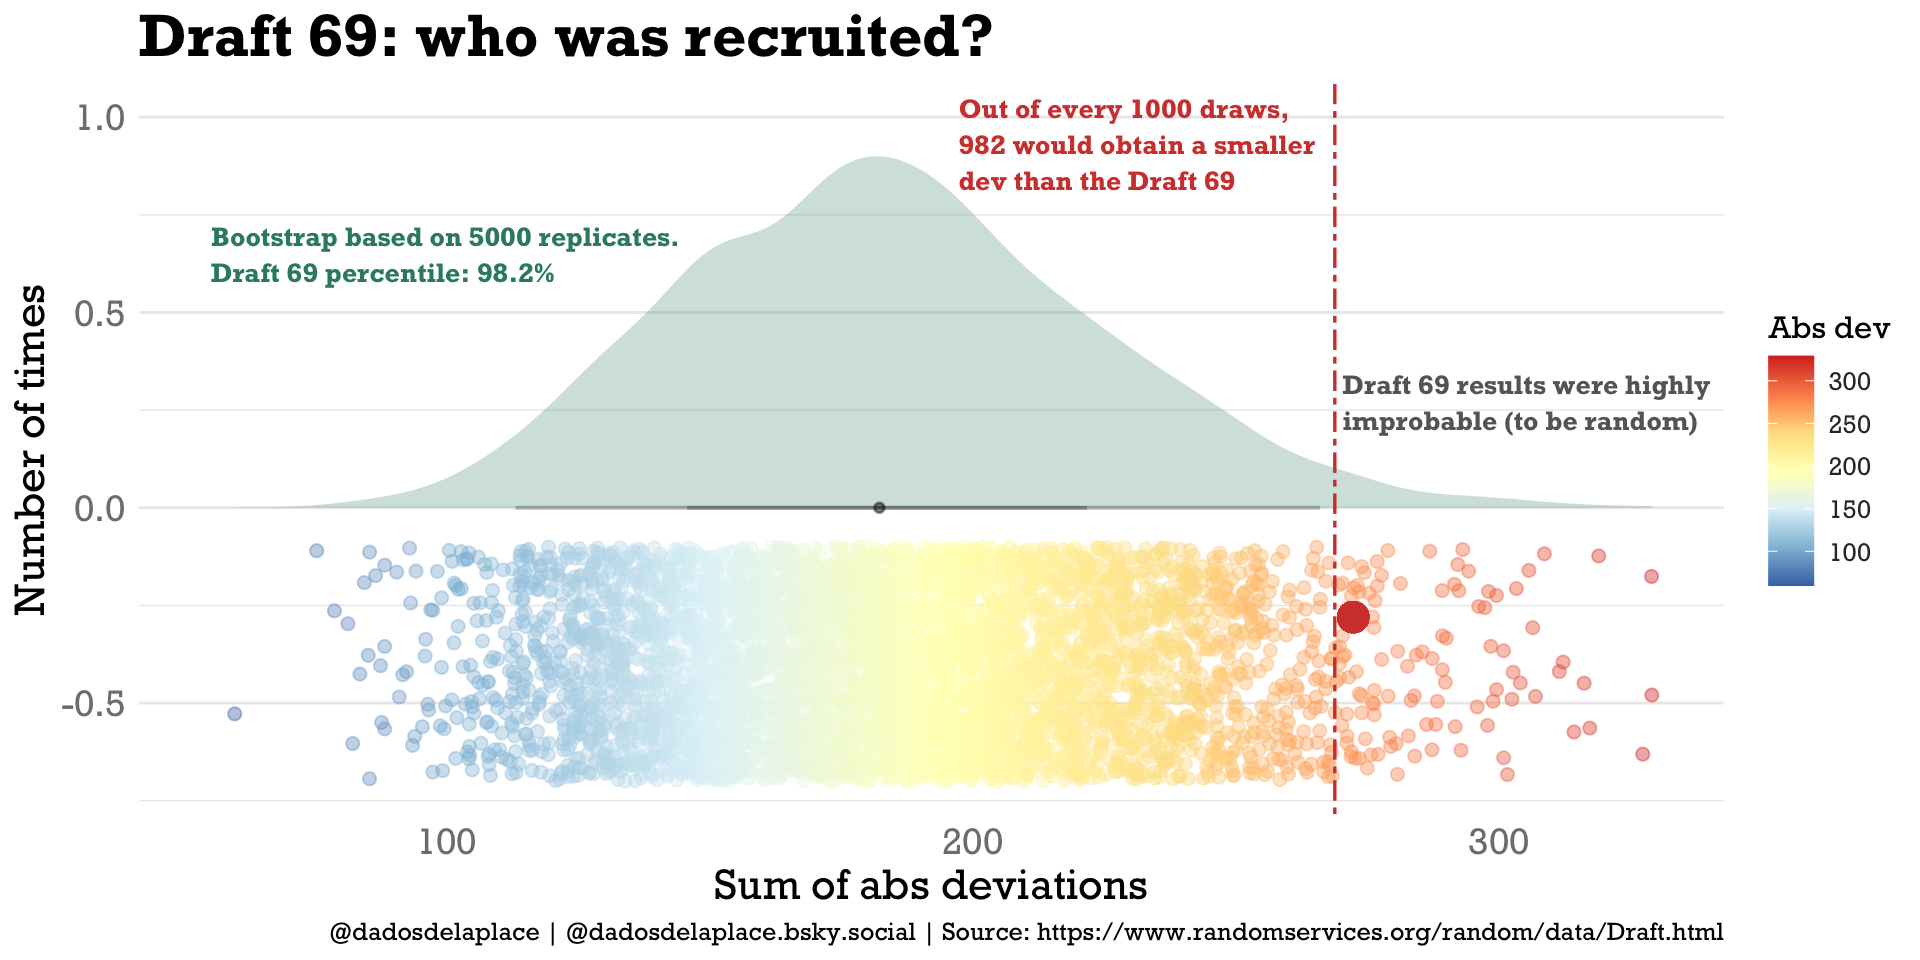 Draft 69: who was recruited?
Out of every 1000 draws,
982 would obtain a smaller
dev than the Draft 69
Bootstrap based on 5000 replicates.
Draft 69 percentile: 98.2%
Draft 69 results were highly
improbable (to be random)
Number of times
1.0
0.5
0.0
-0.5
100
200
300
Sum of abs deviations
Abs dev
300
250
200
150
100
@dadosdelaplace | @dadosdelaplace.bsky.social | Source: https://www.randomservices.org/random/data/Draft.html